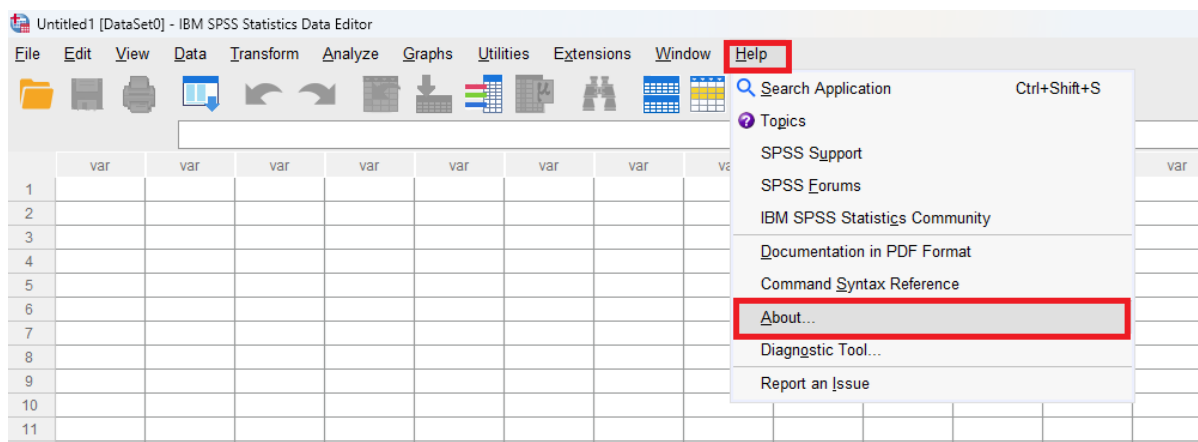 Untitled1 [DataSet0] - IBM SPSS Statistics Data Editor
File Edit View Data Transform Analyze Graphs Utilities Extensions Window Help
Search Application Ctrl+Shift+S
Topics
SPSS Support
SPSS Forums
IBM SPSS Statistics Community
Documentation in PDF Format
Command Syntax Reference
About...
Diagnostic Tool...
Report an Issue
var var var var var var var va var
1
2
3
4
5
6
7
8
9
10
11